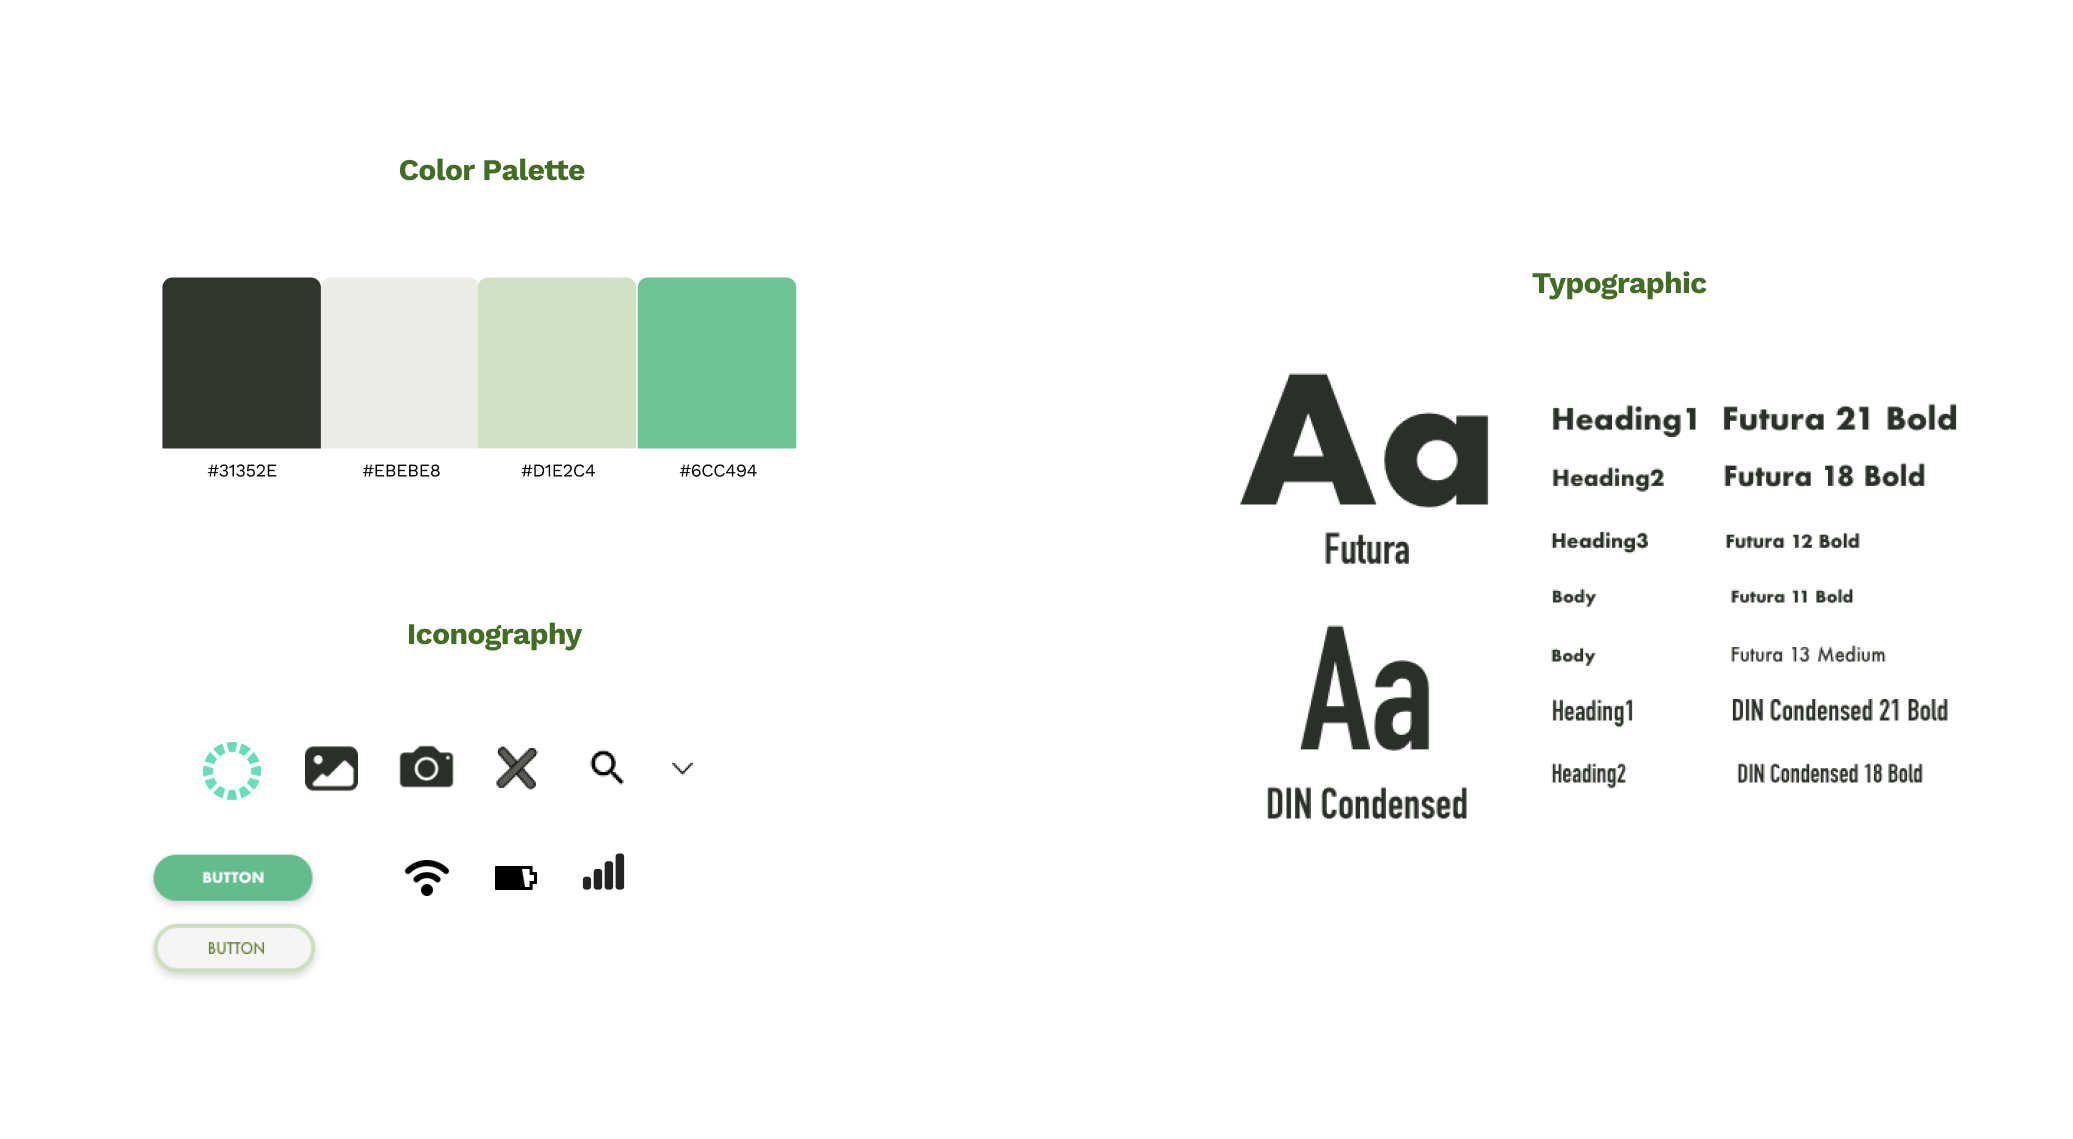 Color Palette
#31352E
#EBEBE8
#D1E2C4
#6CC494
Iconography
BUTTON
BUTTON
Typographic
Aa
Futura
Aa
DIN Condensed
Heading1 Futura 21 Bold
Heading2 Futura 18 Bold
Heading3 Futura 12 Bold
Body Futura 11 Bold
Body Futura 13 Medium
Heading1 DIN Condensed 21 Bold
Heading2 DIN Condensed 18 Bold